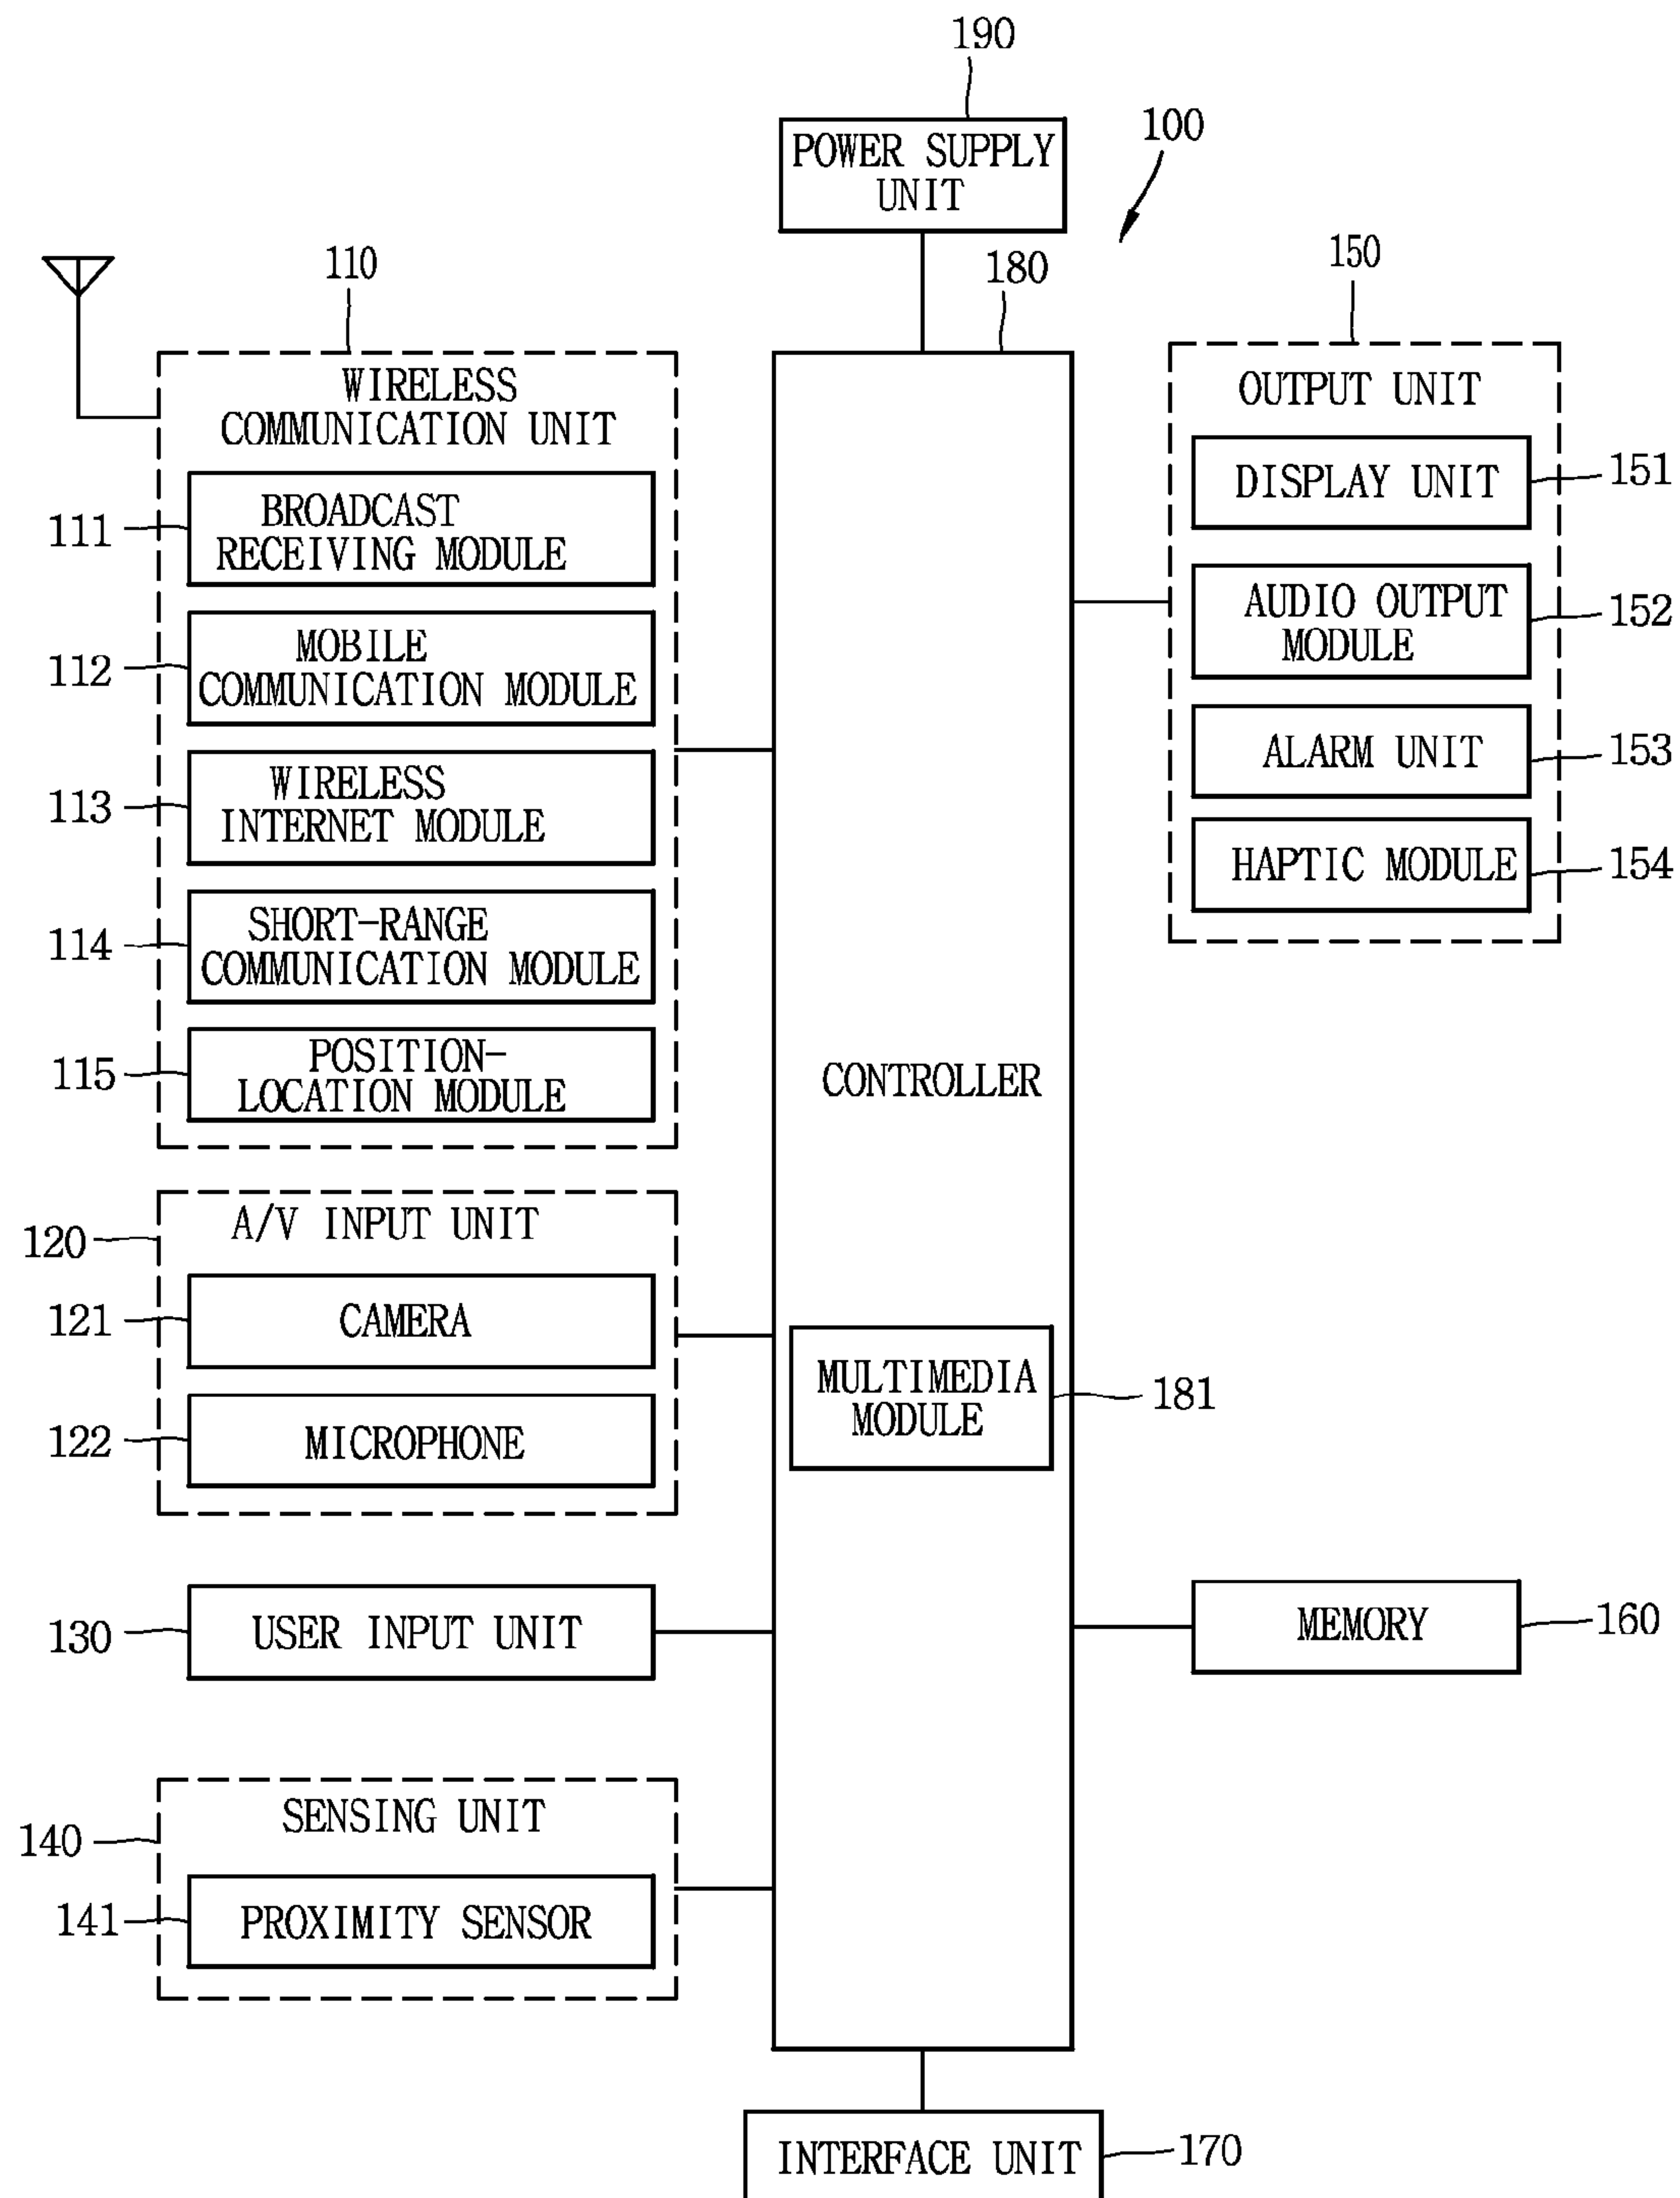 190
POWER SUPPLY
UNIT
100
180
110
WIRELESS
COMMUNICATION UNIT
111
BROADCAST
RECEIVING MODULE
112
MOBILE
COMMUNICATION MODULE
113
WIRELESS
INTERNET MODULE
114
SHORT-RANGE
COMMUNICATION MODULE
115
POSITION-
LOCATION MODULE
120
A/V INPUT UNIT
121
CAMERA
122
MICROPHONE
130
USER INPUT UNIT
140
SENSING UNIT
141
PROXIMITY SENSOR
CONTROLLER
MULTIMEDIA
MODULE
181
150
OUTPUT UNIT
DISPLAY UNIT
151
AUDIO OUTPUT
MODULE
152
ALARM UNIT
153
HAPTIC MODULE
154
MEMORY
160
INTERFACE UNIT
170